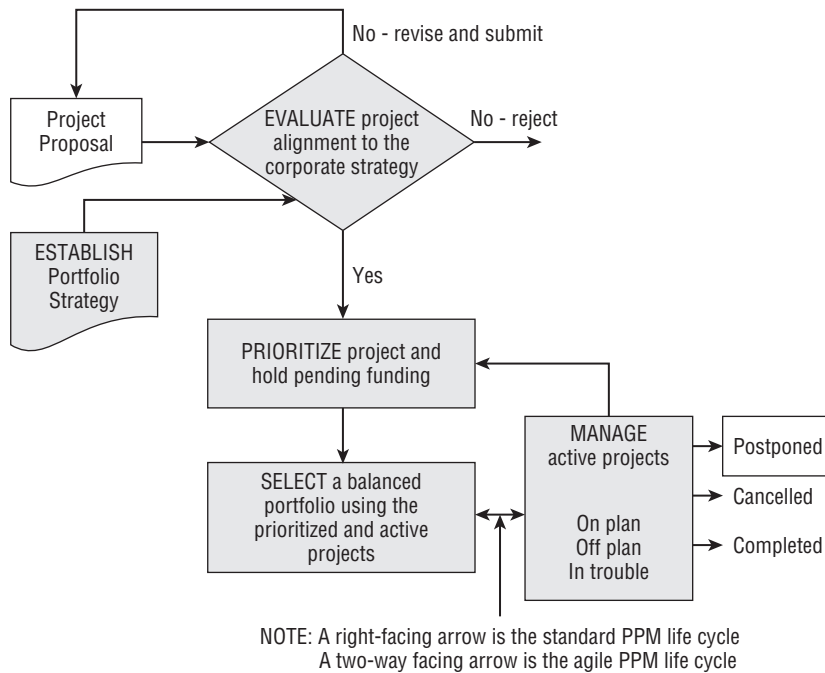 No - revise and submit
Project
Proposal
EVALUATE project
alignment to the
corporate strategy
No - reject
ESTABLISH
Portfolio
Strategy
Yes
PRIORITIZE project and
hold pending funding
SELECT a balanced
portfolio using the
prioritized and active
projects
MANAGE
active projects
On plan
Off plan
In trouble
Postponed
Cancelled
Completed
NOTE: A right-facing arrow is the standard PPM life cycle
A two-way facing arrow is the agile PPM life cycle